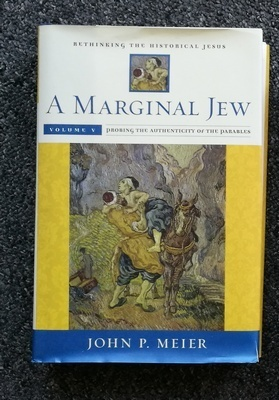 RETHINKING THE HISTORICAL JESUS
A MARGINAL JEW
VOLUME V PROBING THE AUTHENTICITY OF THE PARABLES
JOHN P. MEIER